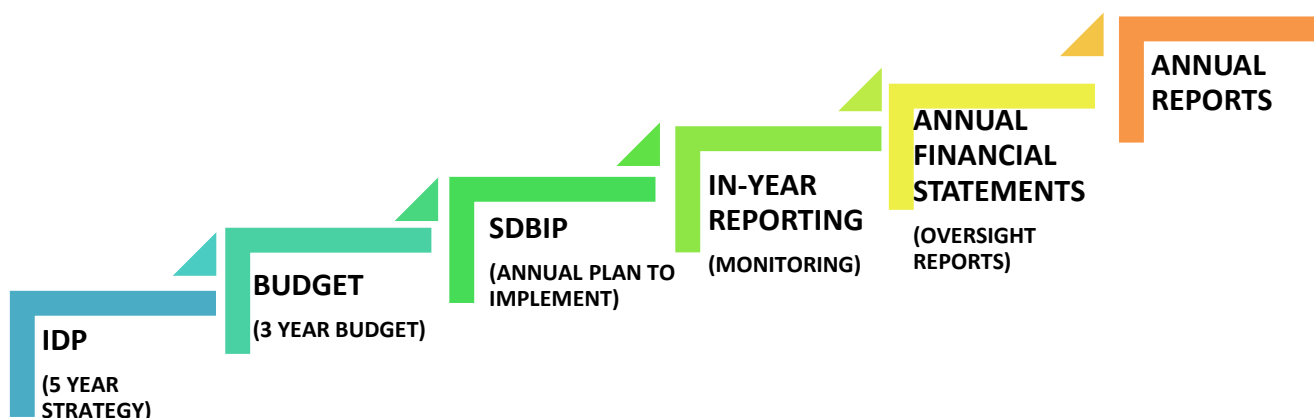 IDP
(5 YEAR
STRATEGY)
BUDGET
(3 YEAR BUDGET)
SDBIP
(ANNUAL PLAN TO
IMPLEMENT)
IN-YEAR
REPORTING
(MONITORING)
ANNUAL
FINANCIAL
STATEMENTS
(OVERSIGHT
REPORTS)
ANNUAL
REPORTS